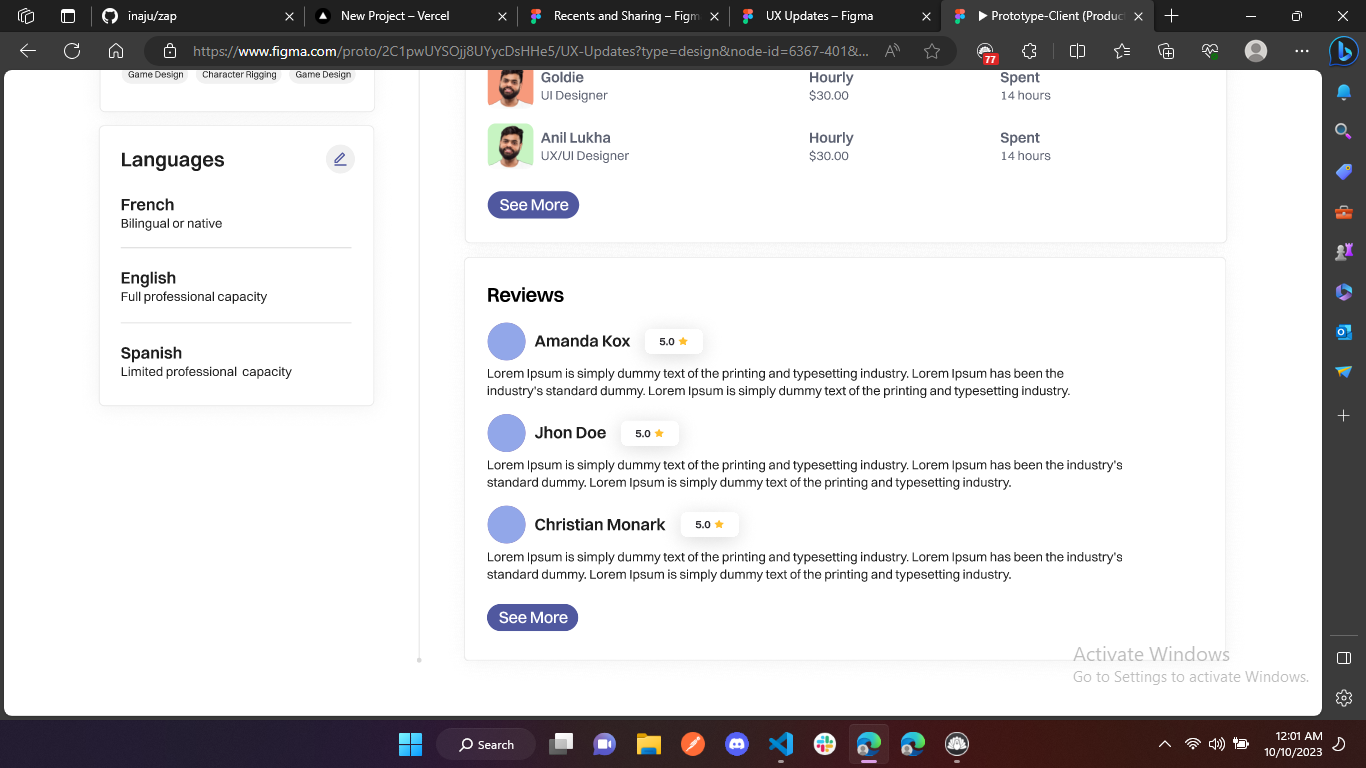 inaju/zap
New Project – Vercel
Recents and Sharing – Figm
UX Updates – Figma
▶ Prototype-Client (Produc
https://www.figma.com/proto/2C1pwUYSOjj8UYycDsHHe5/UX-Updates?type=design&node-id=6367-401&...
77
Game Design Character Rigging Game Design
Languages
French
Bilingual or native
English
Full professional capacity
Spanish
Limited professional capacity
Goldie Hourly Spent
UI Designer $30.00 14 hours
Anil Lukha Hourly Spent
UX/UI Designer $30.00 14 hours
See More
Reviews
Amanda Kox 5.0
Lorem Ipsum is simply dummy text of the printing and typesetting industry. Lorem Ipsum has been the
industry's standard dummy. Lorem Ipsum is simply dummy text of the printing and typesetting industry.
Jhon Doe 5.0
Lorem Ipsum is simply dummy text of the printing and typesetting industry. Lorem Ipsum has been the industry's
standard dummy. Lorem Ipsum is simply dummy text of the printing and typesetting industry.
Christian Monark 5.0
Lorem Ipsum is simply dummy text of the printing and typesetting industry. Lorem Ipsum has been the industry's
standard dummy. Lorem Ipsum is simply dummy text of the printing and typesetting industry.
See More
Activate Windows
Go to Settings to activate Windows.
Search
12:01 AM
10/10/2023